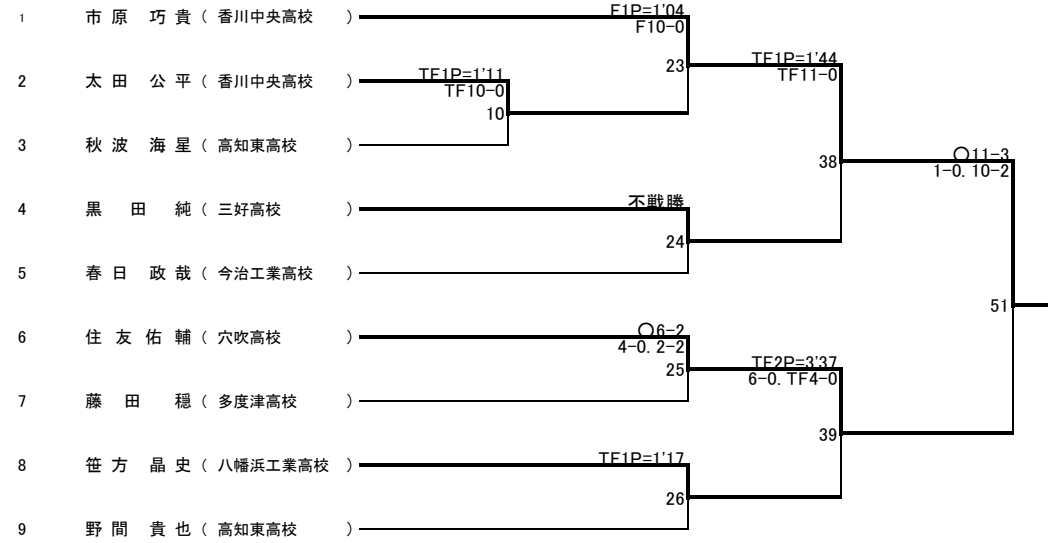 1 市原 巧貴 ( 香川中央高校 )
F1P=1'04
F10-0
23
TF1P=1'44
TF11-0
2 太田 公平 ( 香川中央高校 )
TF1P=1'11
TF10-0
10
3 秋波 海星 ( 高知東高校 )
38
○11-3
1-0. 10-2
4 黒田 純 ( 三好高校 )
不戦勝
24
5 春日 政哉 ( 今治工業高校 )
51
6 住友 佑輔 ( 穴吹高校 )
○6-2
4-0. 2-2
25
TF2P=3'37
6-0. TF4-0
7 藤田 穏 ( 多度津高校 )
39
8 笹方 晶史 ( 八幡浜工業高校 )
TF1P=1'17
26
9 野間 貴也 ( 高知東高校 )